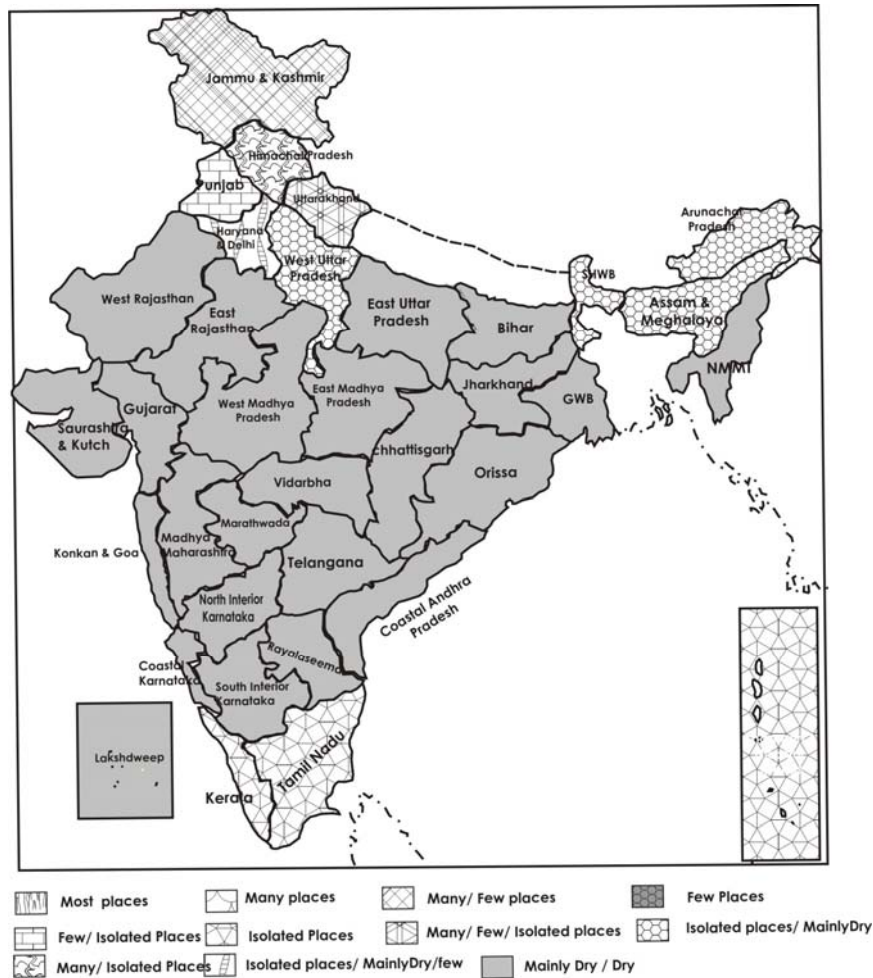 Jammu & Kashmir
Himachal Pradesh
Punjab
Uttarakhand
Haryana
& Delhi
West Uttar
Pradesh
Arunachal
Pradesh
SHWB
Assam &
Meghalaya
West Rajasthan
East
Rajasthan
East Uttar
Pradesh
Bihar
NMMT
Gujarat
West Madhya
Pradesh
East Madhya
Pradesh
Jharkhand
GWB
Saurashtra
& Kutch
Chhattisgarh
Orissa
Vidarbha
Marathwada
Konkan & Goa
Madhya
Maharashtra
Telangana
North Interior
Karnataka
Coastal Andhra
Pradesh
Rayalaseema
Coastal
Karnataka
South Interior
Karnataka
Lakshdweep
Kerala
Tamil Nadu
Most places
Many places
Many/ Few places
Few Places
Few/ Isolated Places
Isolated Places
Many/ Few/ Isolated
Isolated places/ MainlyDry
Many/ Isolated Places
Isolated places/ MainlyDry/few
Mainly Dry / Dry